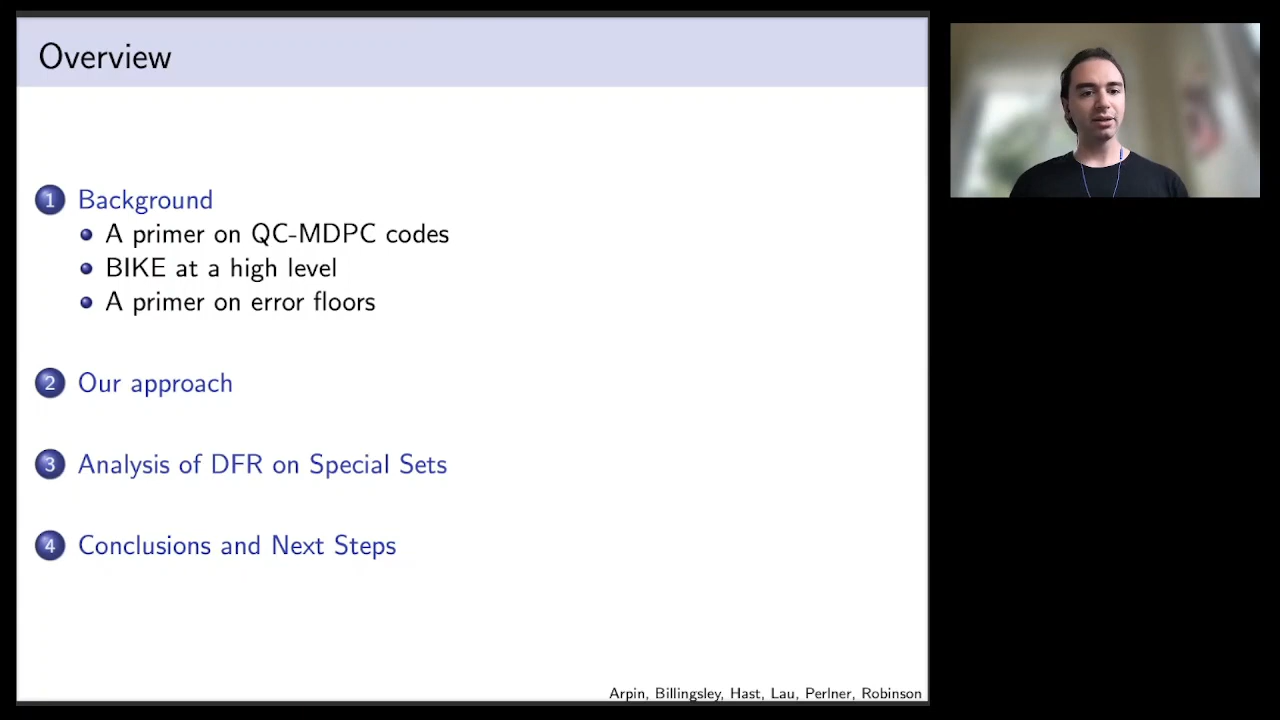 Overview
1 Background
A primer on QC-MDPC codes
BIKE at a high level
A primer on error floors
2 Our approach
3 Analysis of DFR on Special Sets
4 Conclusions and Next Steps
Arpin, Billingsley, Hast, Lau, Perlner, Robinson